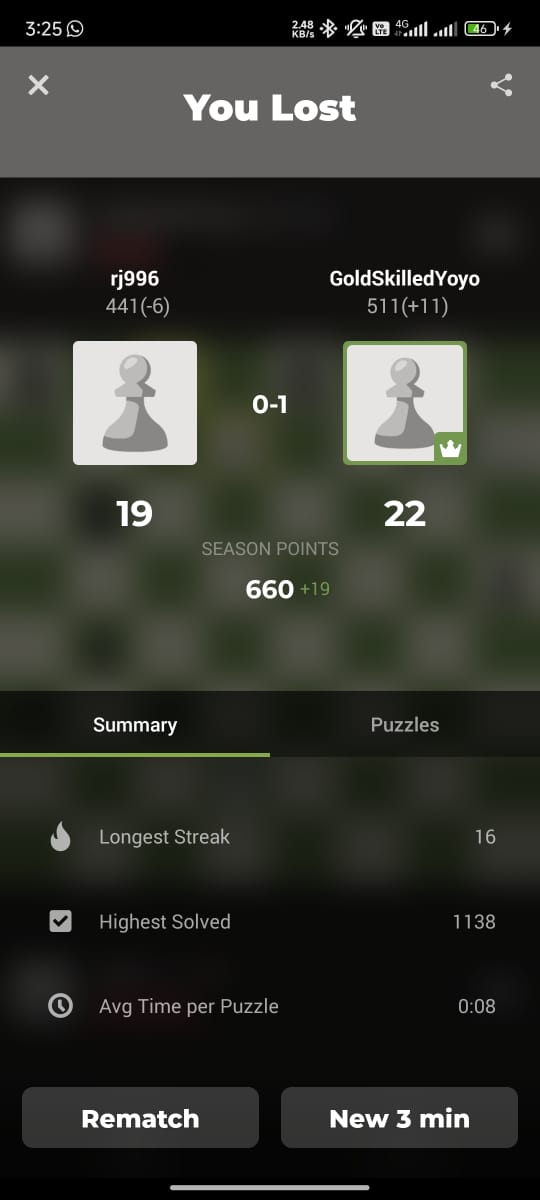 3:25
2.48
KB/s
Vo
LTE
4G
46
You Lost
rj996
GoldSkilledYoyo
441(-6)
511(+11)
0-1
19
22
SEASON POINTS
660 +19
Summary
Puzzles
Longest Streak
16
Highest Solved
1138
Avg Time per Puzzle
0:08
Rematch
New 3 min